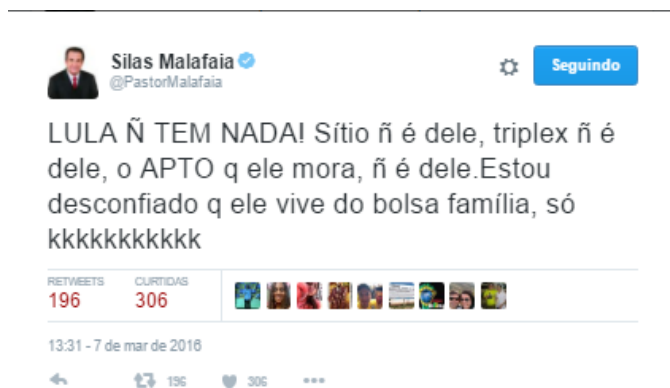 Silas Malafaia
@PastorMalafaia
Seguindo
LULA Ñ TEM NADA! Sítio ñ é dele, triplex ñ é
dele, o APTO q ele mora, ñ é dele.Estou
desconfiado q ele vive do bolsa família, só
kkkkkkkkkkk
RETWEETS CURTIDAS
196 306
13:31 - 7 de mar de 2016
196 306